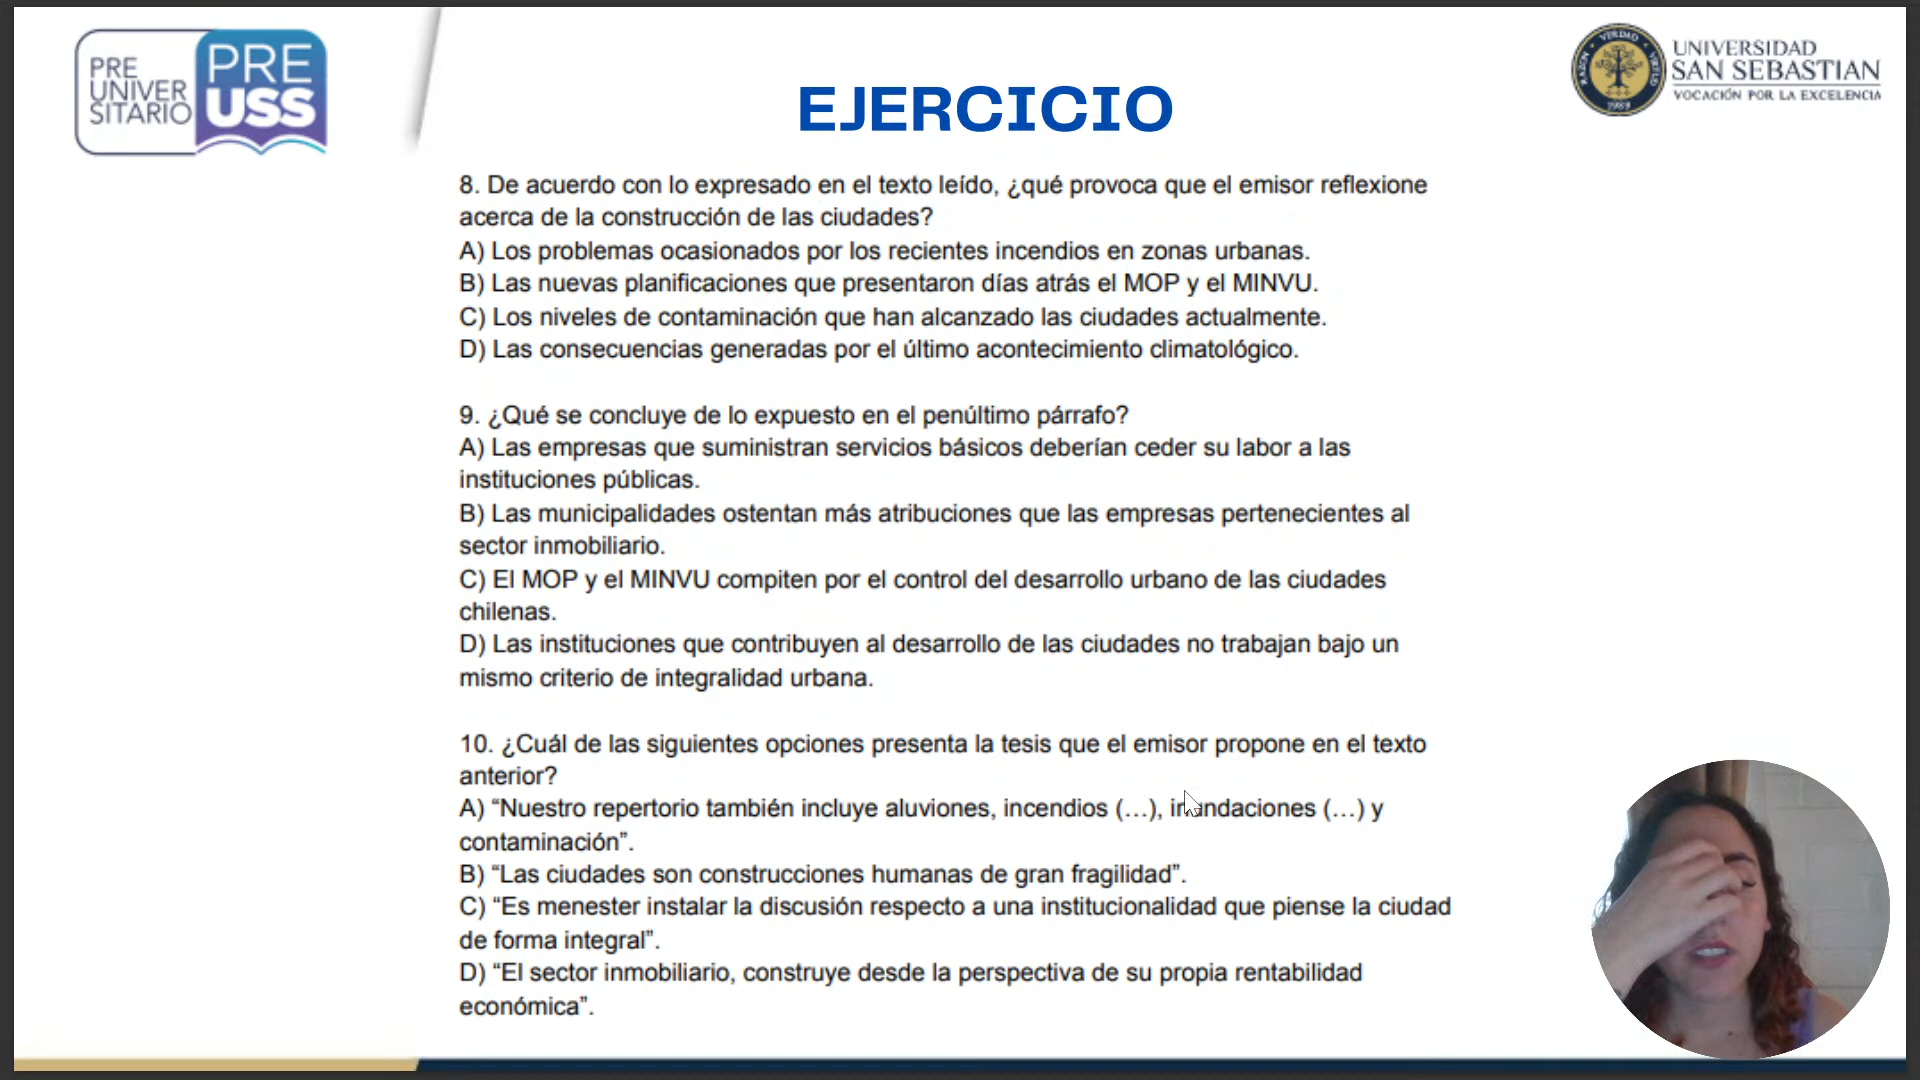 PRE
UNIVER
SITARIO
PRE
USS
VERDAD
RAZÓN
VIRTUD
1989
UNIVERSIDAD
SAN SEBASTIAN
VOCACIÓN POR LA EXCELENCIA
EJERCICIO
8. De acuerdo con lo expresado en el texto leído, ¿qué provoca que el emisor reflexione
acerca de la construcción de las ciudades?
A) Los problemas ocasionados por los recientes incendios en zonas urbanas.
B) Las nuevas planificaciones que presentaron días atrás el MOP y el MINVU.
C) Los niveles de contaminación que han alcanzado las ciudades actualmente.
D) Las consecuencias generadas por el último acontecimiento climatológico.
9. ¿Qué se concluye de lo expuesto en el penúltimo párrafo?
A) Las empresas que suministran servicios básicos deberían ceder su labor a las
instituciones públicas.
B) Las municipalidades ostentan más atribuciones que las empresas pertenecientes al
sector inmobiliario.
C) El MOP y el MINVU compiten por el control del desarrollo urbano de las ciudades
chilenas.
D) Las instituciones que contribuyen al desarrollo de las ciudades no trabajan bajo un
mismo criterio de integralidad urbana.
10. ¿Cuál de las siguientes opciones presenta la tesis que el emisor propone en el texto
anterior?
A) “Nuestro repertorio también incluye aluviones, incendios (…), inundaciones (…) y
contaminación”.
B) “Las ciudades son construcciones humanas de gran fragilidad”.
C) “Es menester instalar la discusión respecto a una institucionalidad que piense la ciudad
de forma integral”.
D) “El sector inmobiliario, construye desde la perspectiva de su propia rentabilidad
económica”.